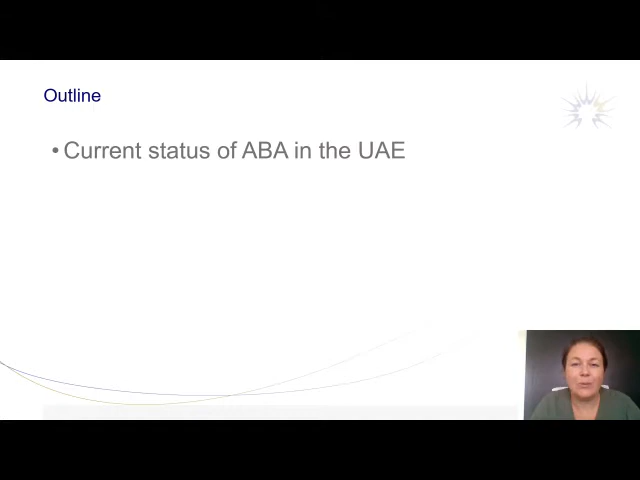 Outline
• Current status of ABA in the UAE